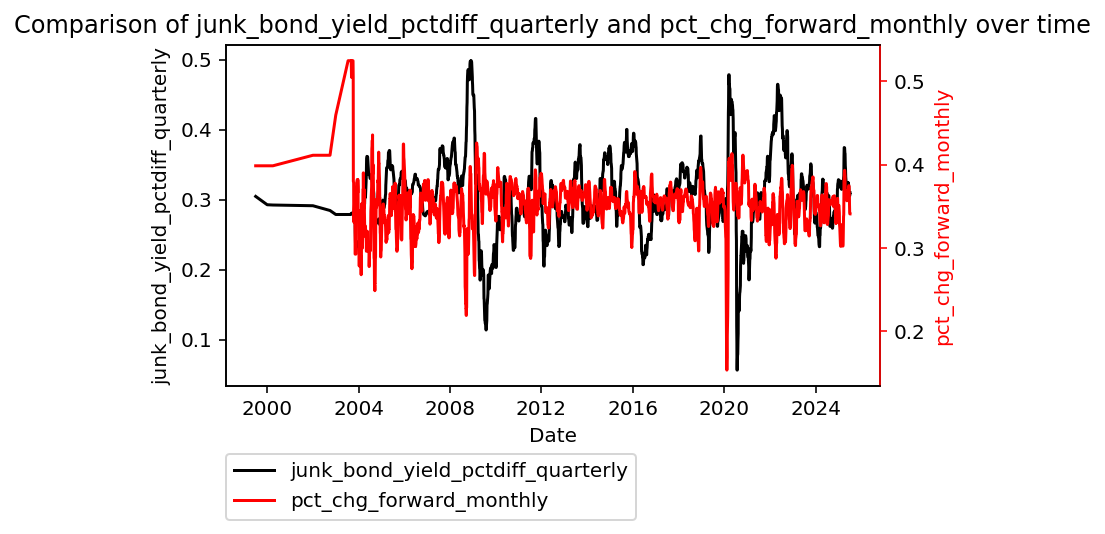 Comparison of junk_bond_yield_pctdiff_quarterly and pct_chg_forward_monthly over time
junk_bond_yield_pctdiff_quarterly
0.5
0.4
0.3
0.2
0.1
0.5
0.4
0.3
0.2
pct_chg_forward_monthly
2000 2004 2008 2012 2016 2020 2024
Date
junk_bond_yield_pctdiff_quarterly
pct_chg_forward_monthly